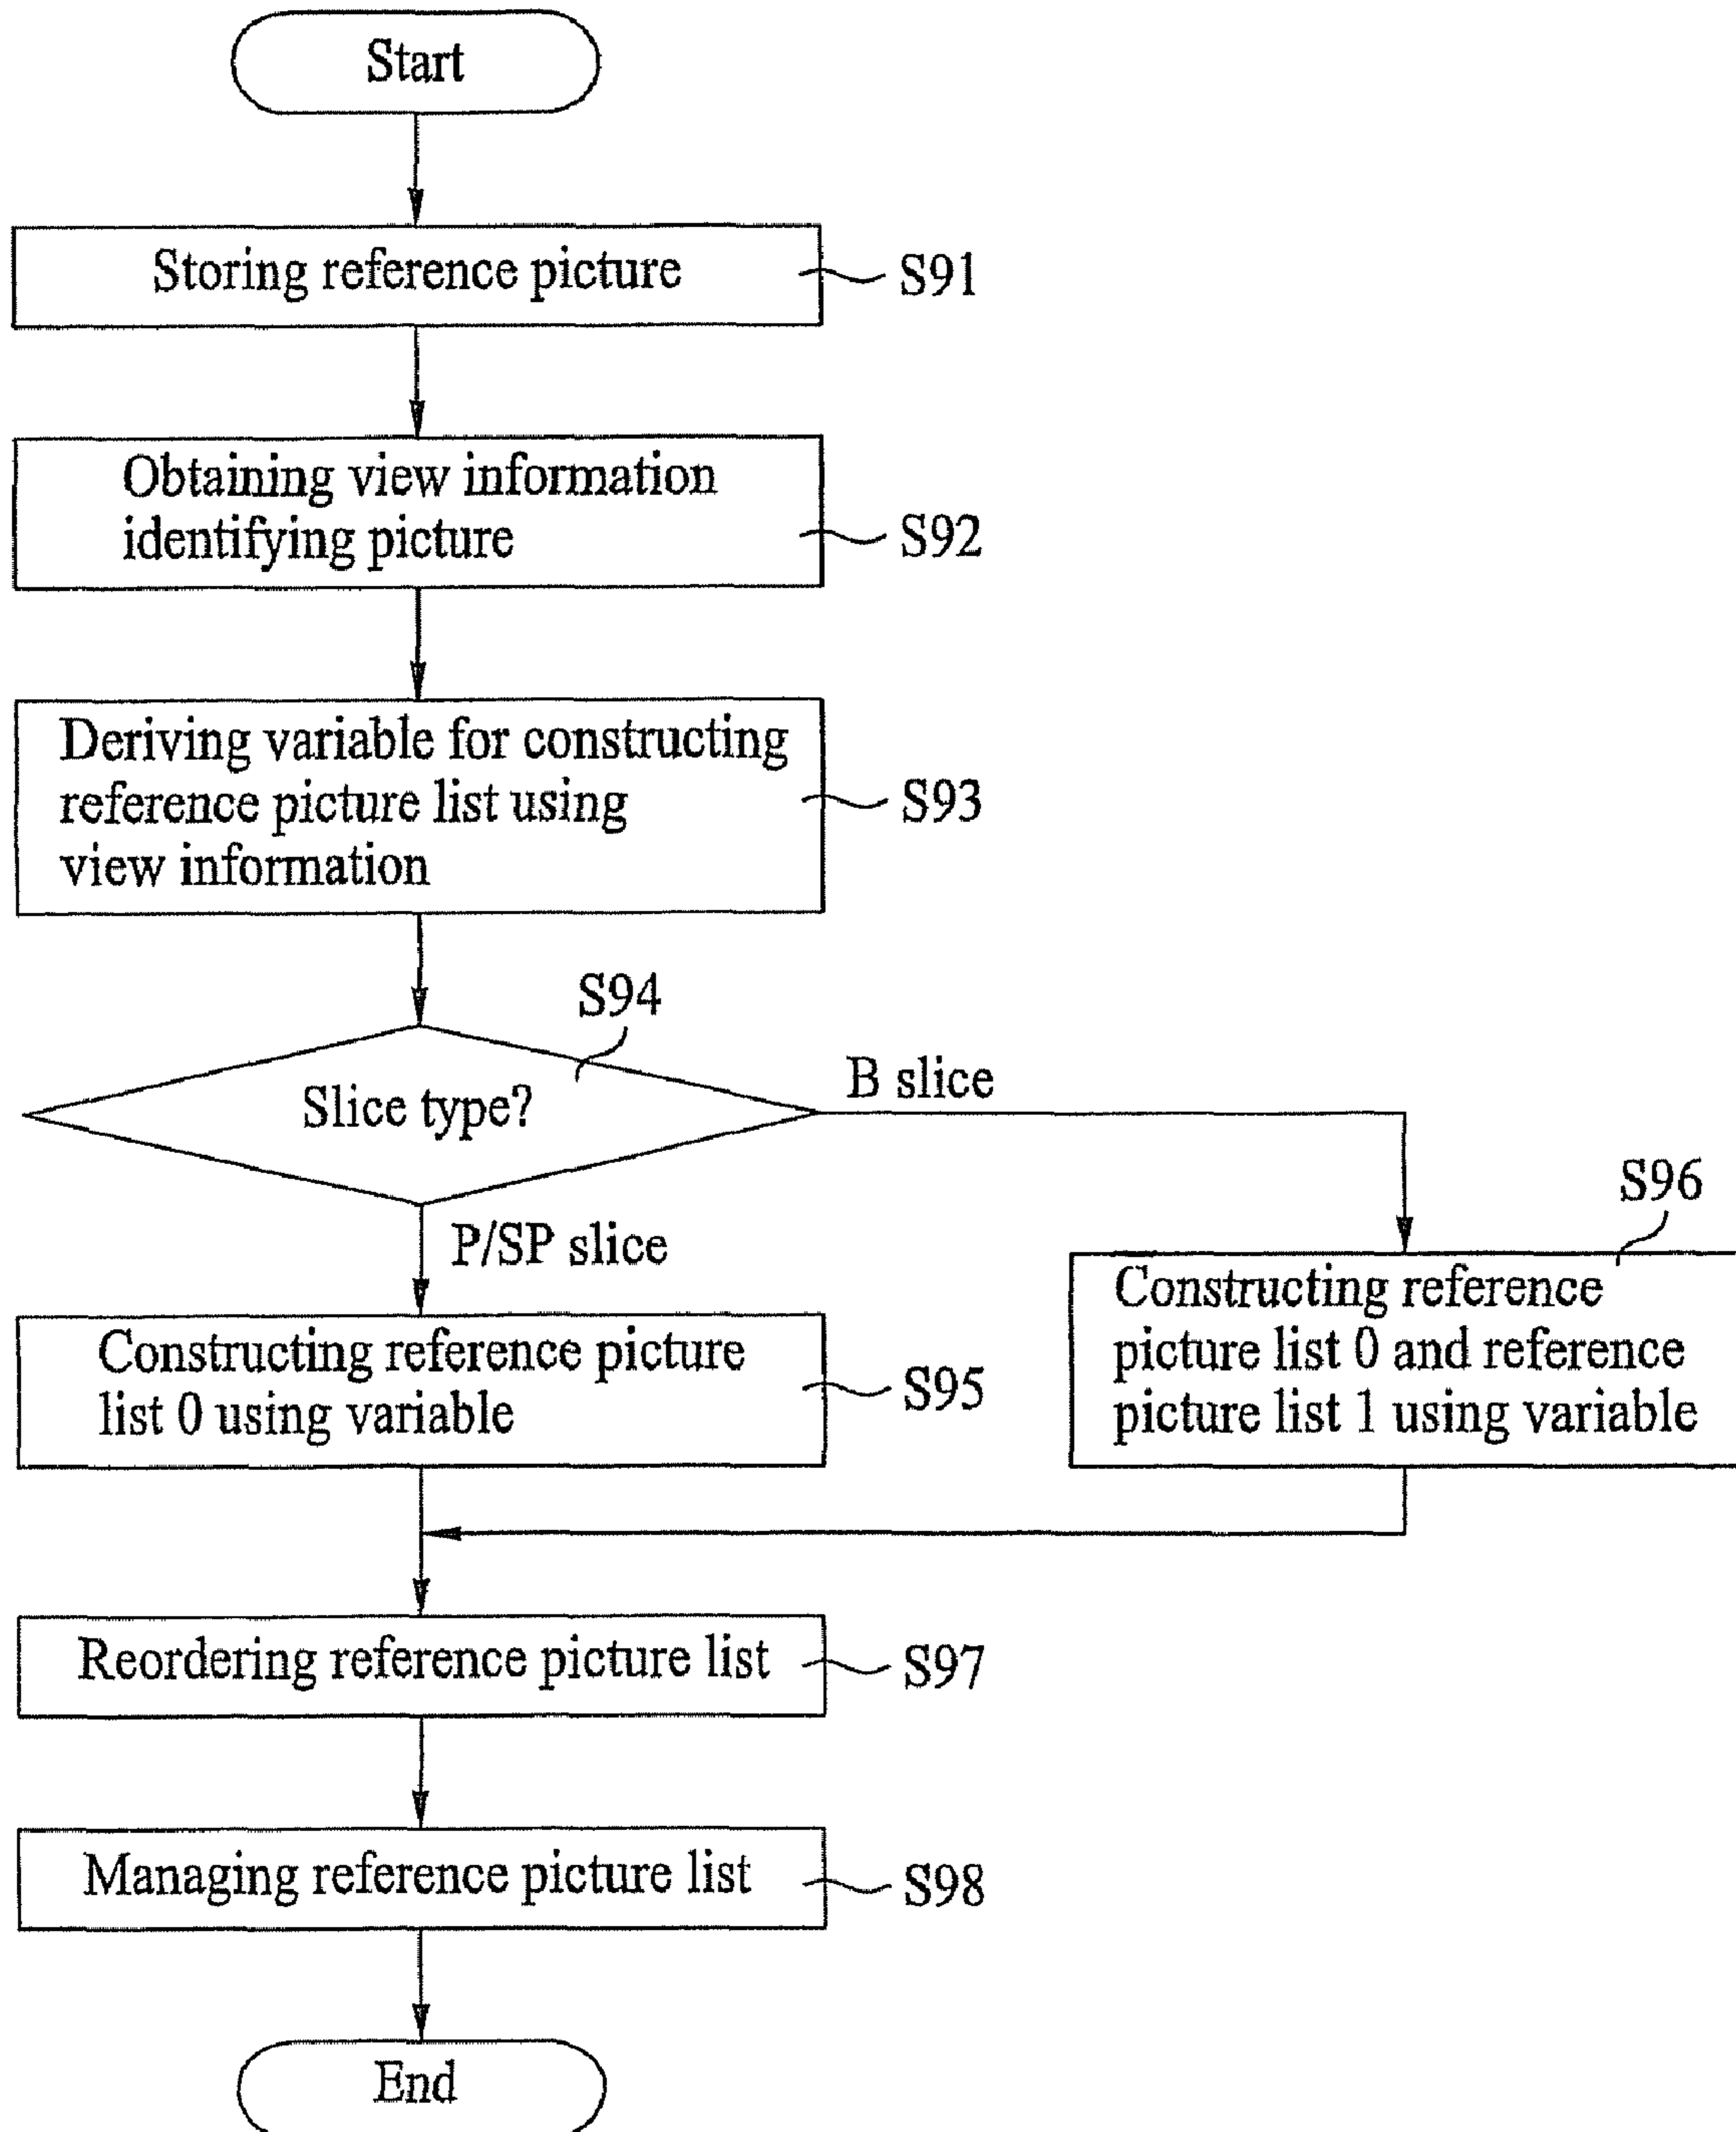 Start
Storing reference picture
S91
Obtaining view information
identifying picture
S92
Deriving variable for constructing
reference picture list using
view information
S93
S94
Slice type?
B slice
P/SP slice
S96
Constructing reference
picture list 0 and reference
picture list 1 using variable
Constructing reference picture
list 0 using variable
S95
Reordering reference picture list
S97
Managing reference picture list
S98
End